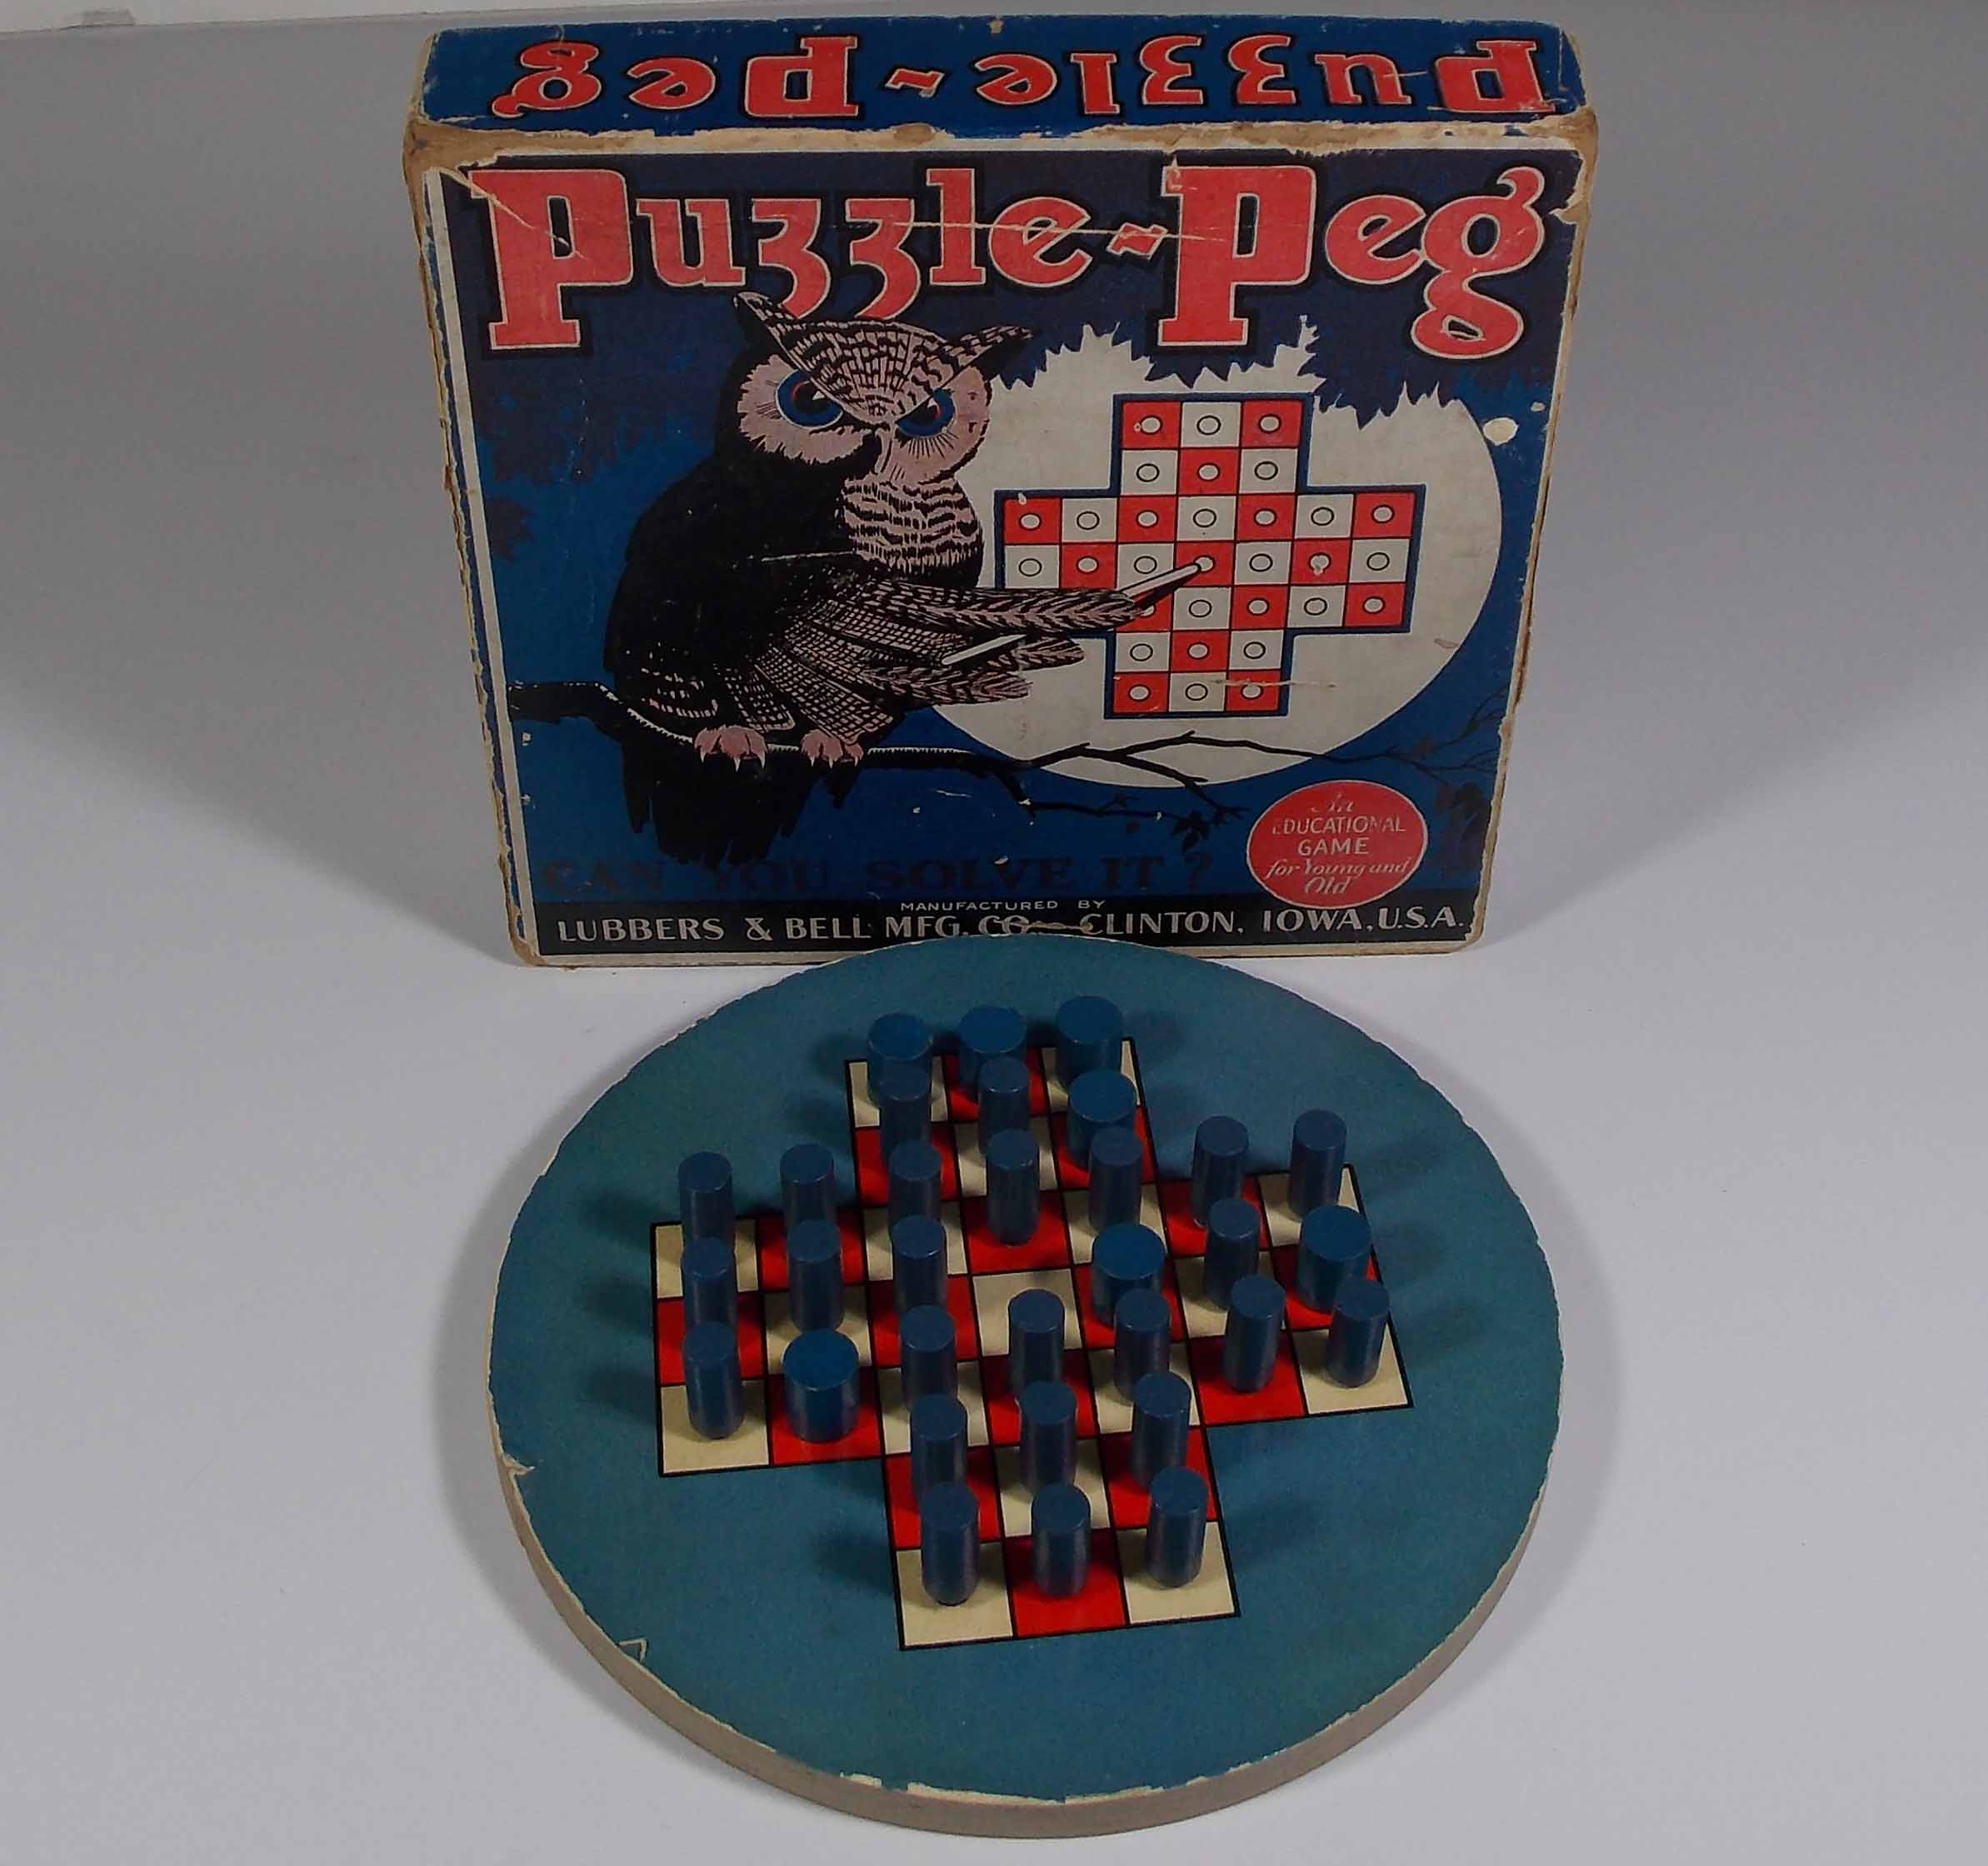 Puzzle-Peg
Puzzle-Peg
CAN YOU SOLVE IT?
An
EDUCATIONAL
GAME
for Young and
Old
MANUFACTURED BY
LUBBERS & BELL MFG. CO. CLINTON, IOWA, U.S.A.